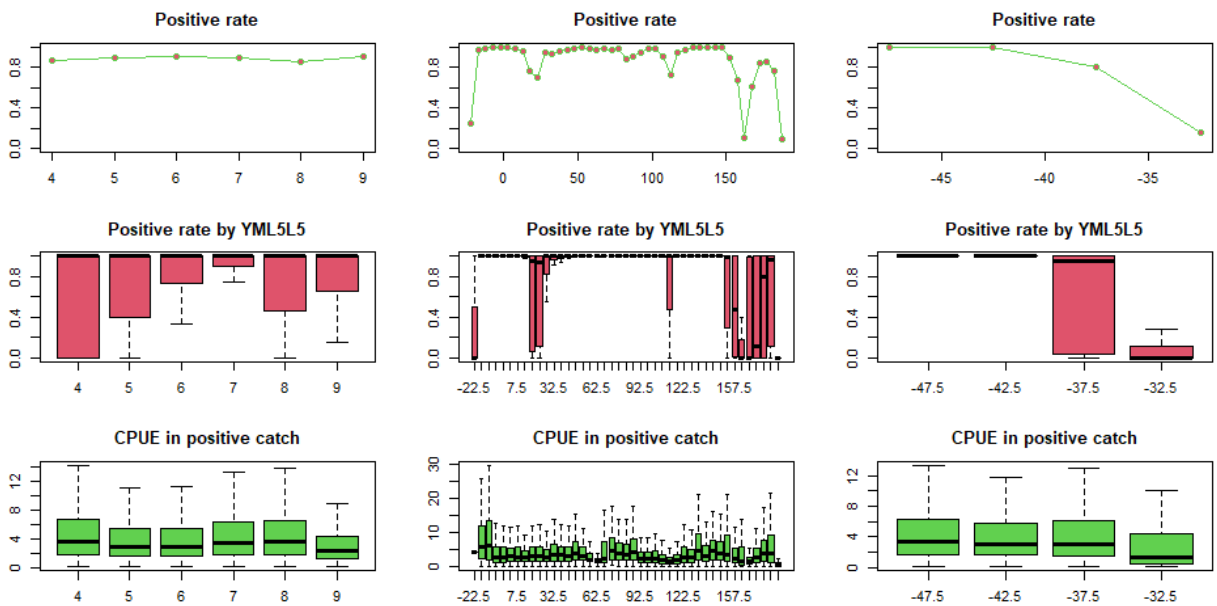 Positive rate
Positive rate
Positive rate
0.0 0.4 0.8
4 5 6 7 8 9
0.0 0.4 0.8
0 50 100 150
0.0 0.4 0.8
-45 -40 -35
Positive rate by YML5L5
Positive rate by YML5L5
Positive rate by YML5L5
0.0 0.4 0.8
4 5 6 7 8 9
0.0 0.4 0.8
-22.5 7.5 32.5 62.5 92.5 122.5 157.5
0.0 0.4 0.8
-47.5 -42.5 -37.5 -32.5
CPUE in positive catch
CPUE in positive catch
CPUE in positive catch
0 4 8 12
4 5 6 7 8 9
0 10 20 30
-22.5 7.5 32.5 62.5 92.5 122.5 157.5
0 4 8 12
-47.5 -42.5 -37.5 -32.5